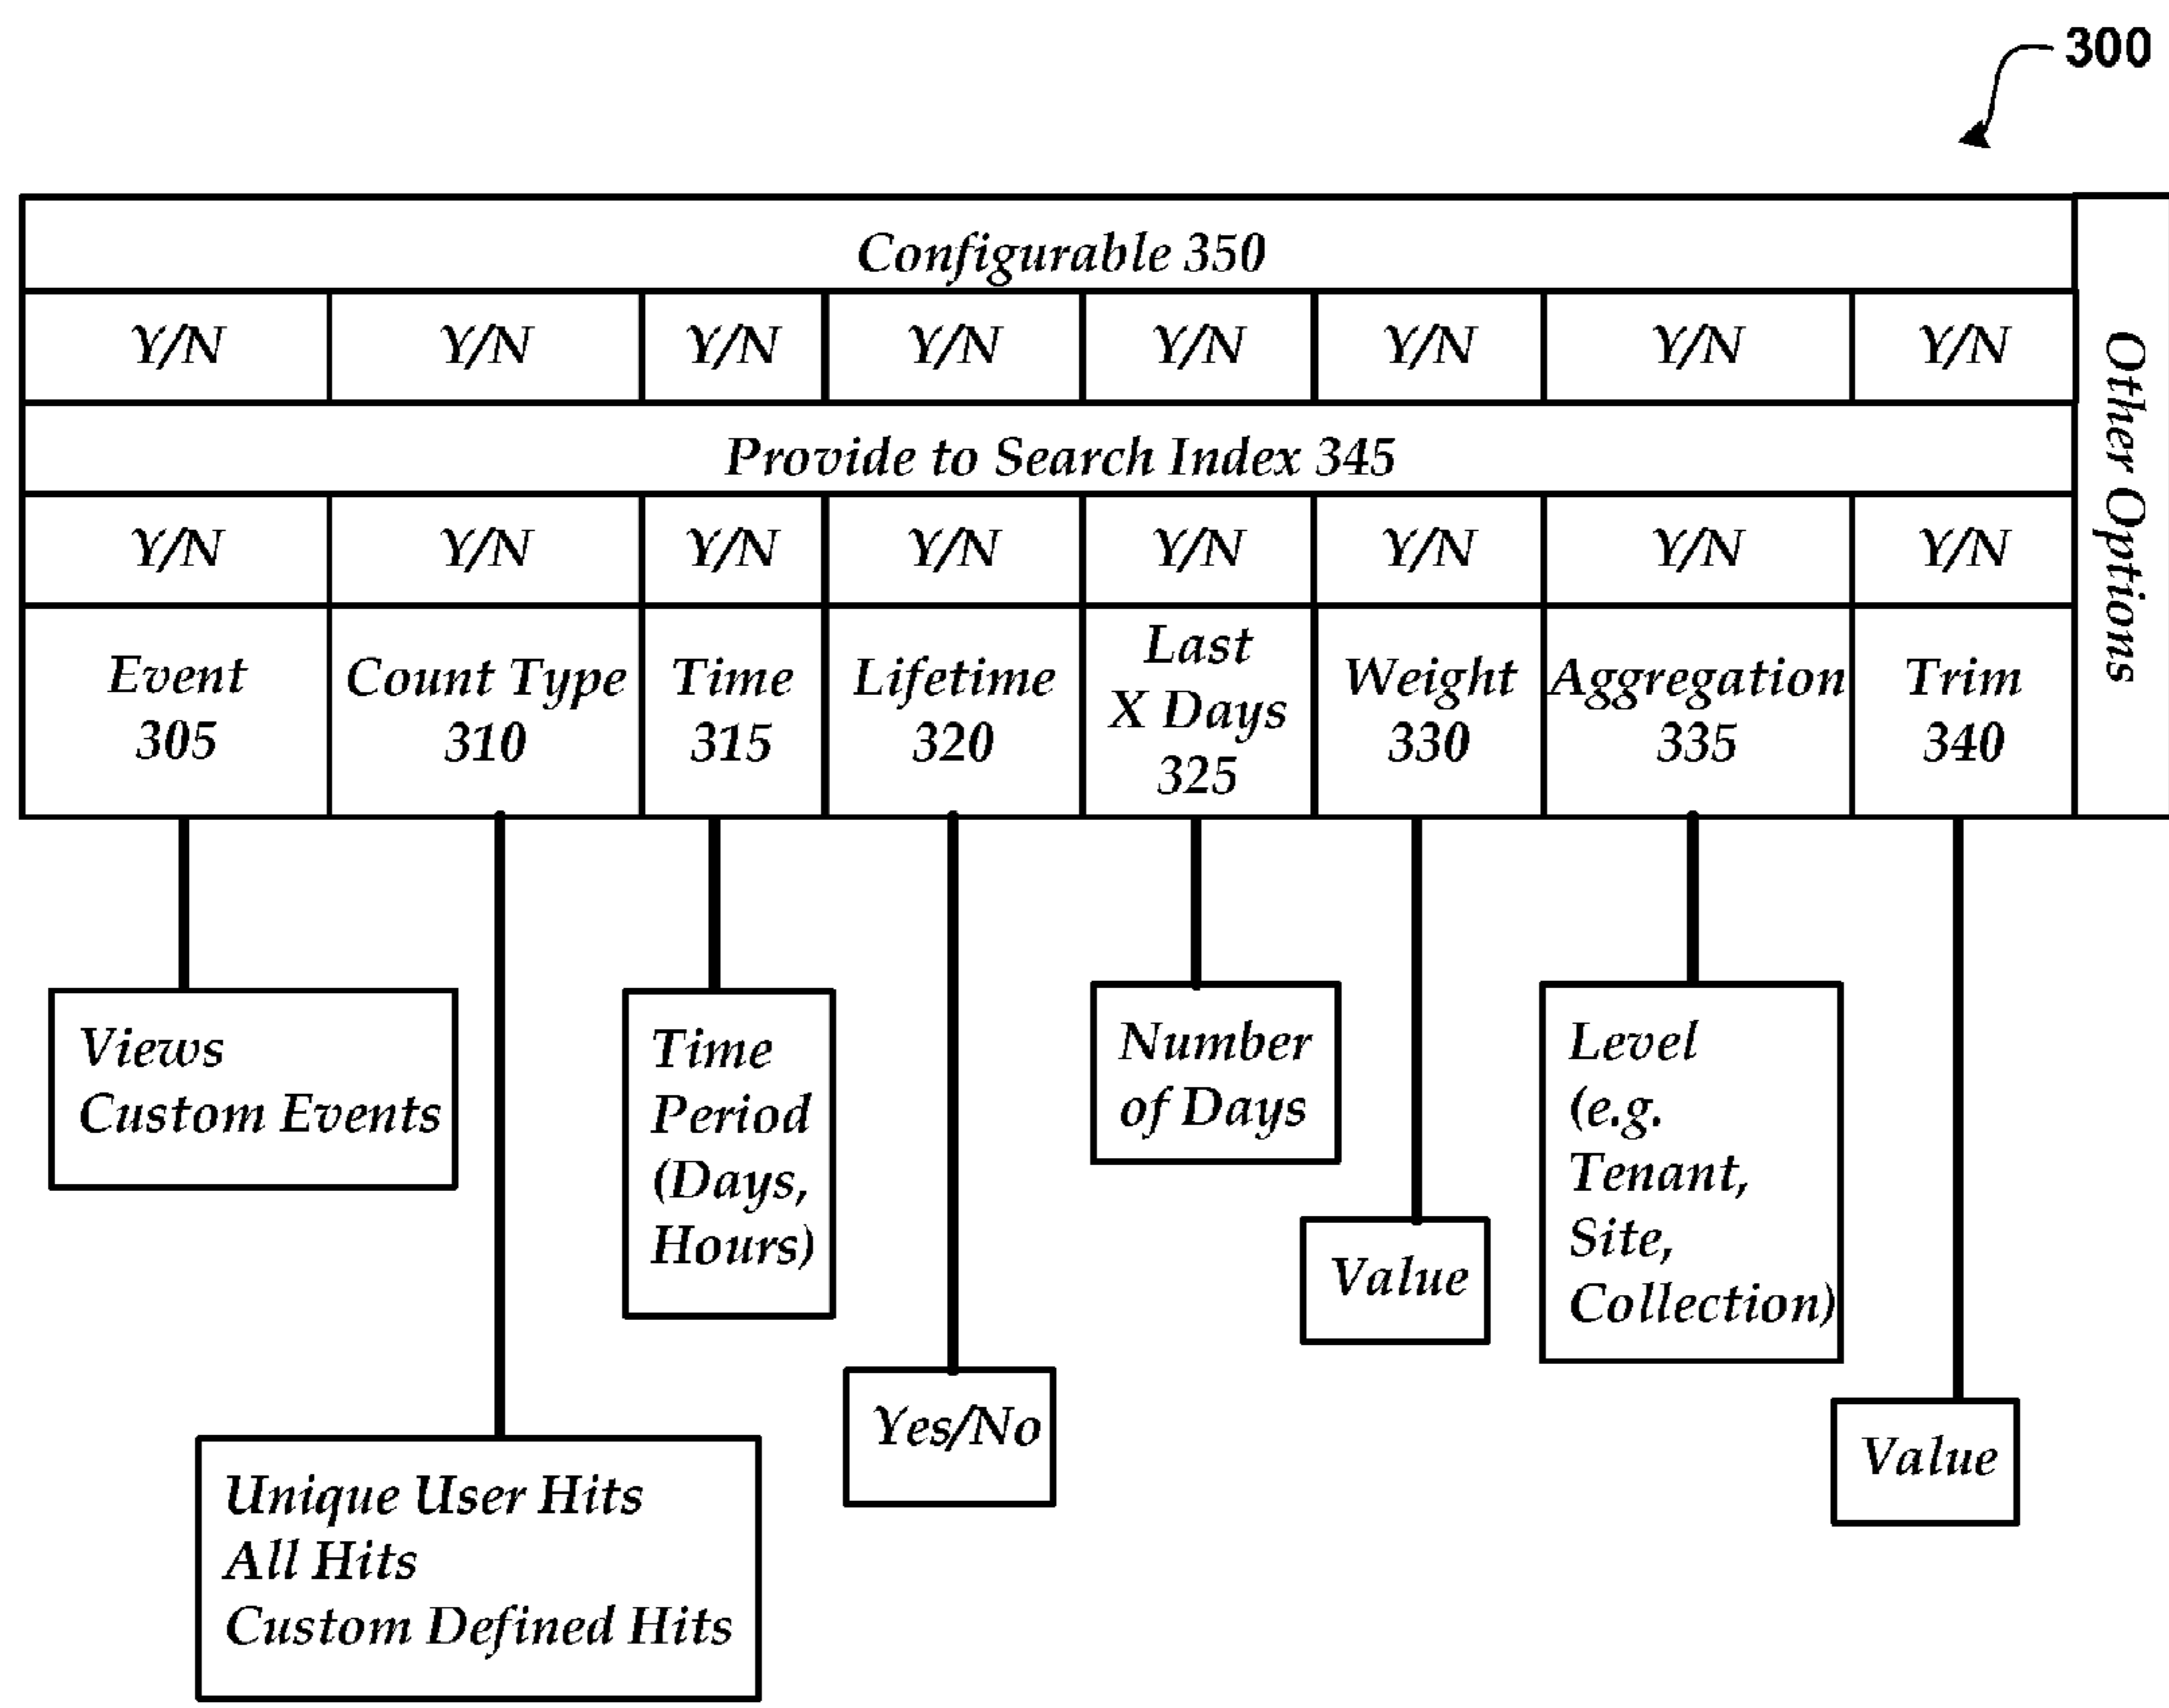 300
Configurable 350
Y/N Y/N Y/N Y/N Y/N Y/N Y/N Y/N
Provide to Search Index 345
Y/N Y/N Y/N Y/N Y/N Y/N Y/N Y/N
Other Options
Event
305
Count Type
310
Time
315
Lifetime
320
Last
X Days
325
Weight
330
Aggregation
335
Trim
340
Views
Custom Events
Unique User Hits
All Hits
Custom Defined Hits
Time
Period
(Days,
Hours)
Yes/No
Number
of Days
Value
Level
(e.g.
Tenant,
Site,
Collection)
Value